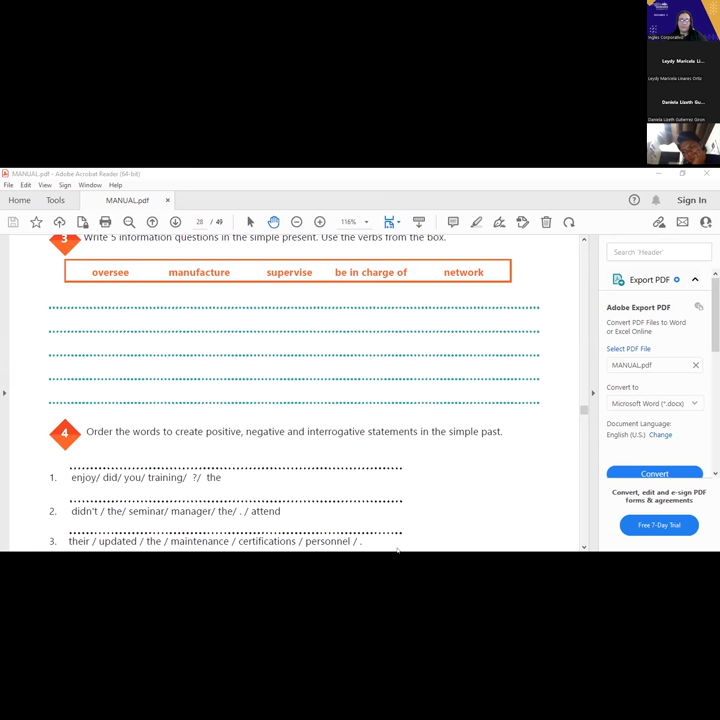 Ingles Corporativo
Leydy Maricela Li...
Leydy Maricela Linares Ortiz
Daniela Lizeth Gu...
Daniela Lizeth Gutierrez Giron
MANUAL.pdf - Adobe Acrobat Reader (64-bit)
File Edit View Sign Window Help
Home Tools MANUAL.pdf × Sign In
28 / 49 116%
3 Write 5 information questions in the simple present. Use the verbs from the box.
oversee manufacture supervise be in charge of network
4 Order the words to create positive, negative and interrogative statements in the simple past.
1. enjoy/ did/ you/ training/ ?/ the
2. didn't / the/ seminar/ manager/ the/ . / attend
3. their / updated / the / maintenance / certifications / personnel / .
Search 'Header'
Export PDF
Adobe Export PDF
Convert PDF Files to Word
or Excel Online
Select PDF File
MANUAL.pdf
Convert to
Microsoft Word (*.docx)
Document Language:
English (U.S.) Change
Convert
Convert, edit and e-sign PDF
forms & agreements
Free 7-Day Trial